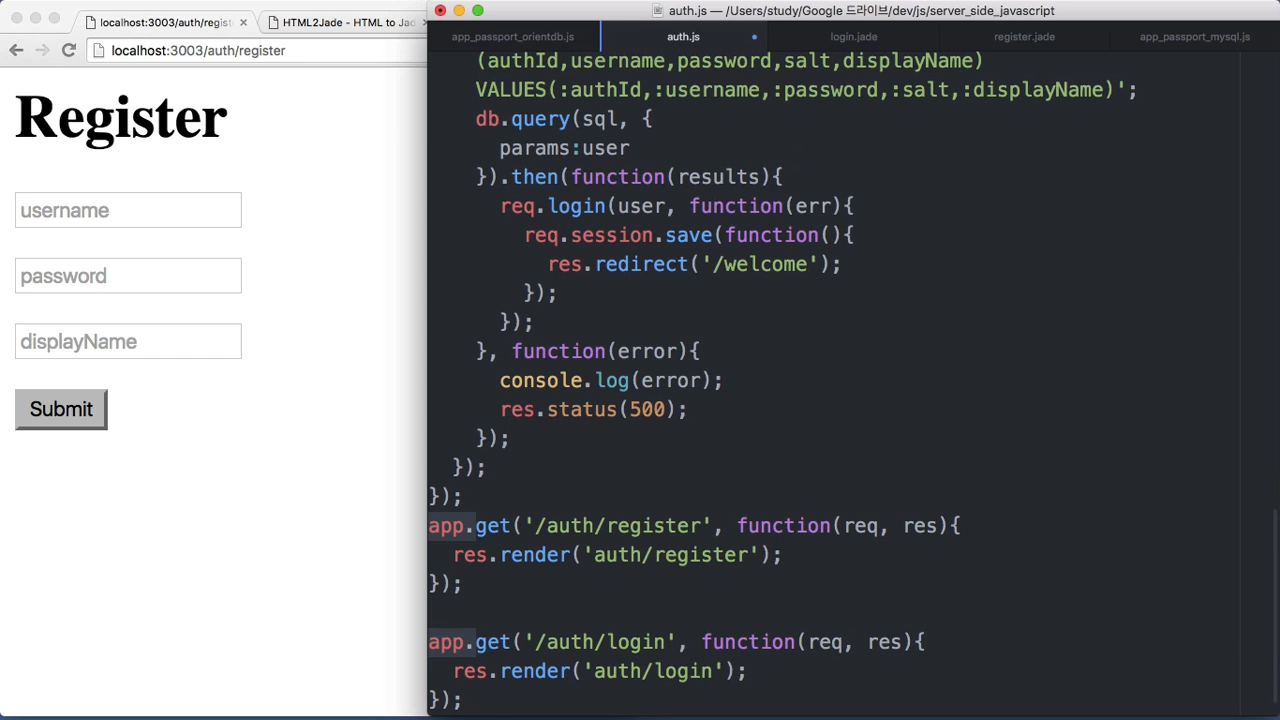 localhost:3003/auth/regist
HTML2Jade - HTML to Jad
localhost:3003/auth/register
Register
username
password
displayName
Submit
auth.js — /Users/study/Google 드라이브/dev/js/server_side_javascript
app_passport_orientdb.js
auth.js
login.jade
register.jade
app_passport_mysql.js
(authId,username,password,salt,displayName)
VALUES(:authId,:username,:password,:salt,:displayName)';
db.query(sql, {
params:user
}).then(function(results){
req.login(user, function(err){
req.session.save(function(){
res.redirect('/welcome');
});
});
}, function(error){
console.log(error);
res.status(500);
});
});
});
app.get('/auth/register', function(req, res){
res.render('auth/register');
});
app.get('/auth/login', function(req, res){
res.render('auth/login');
});